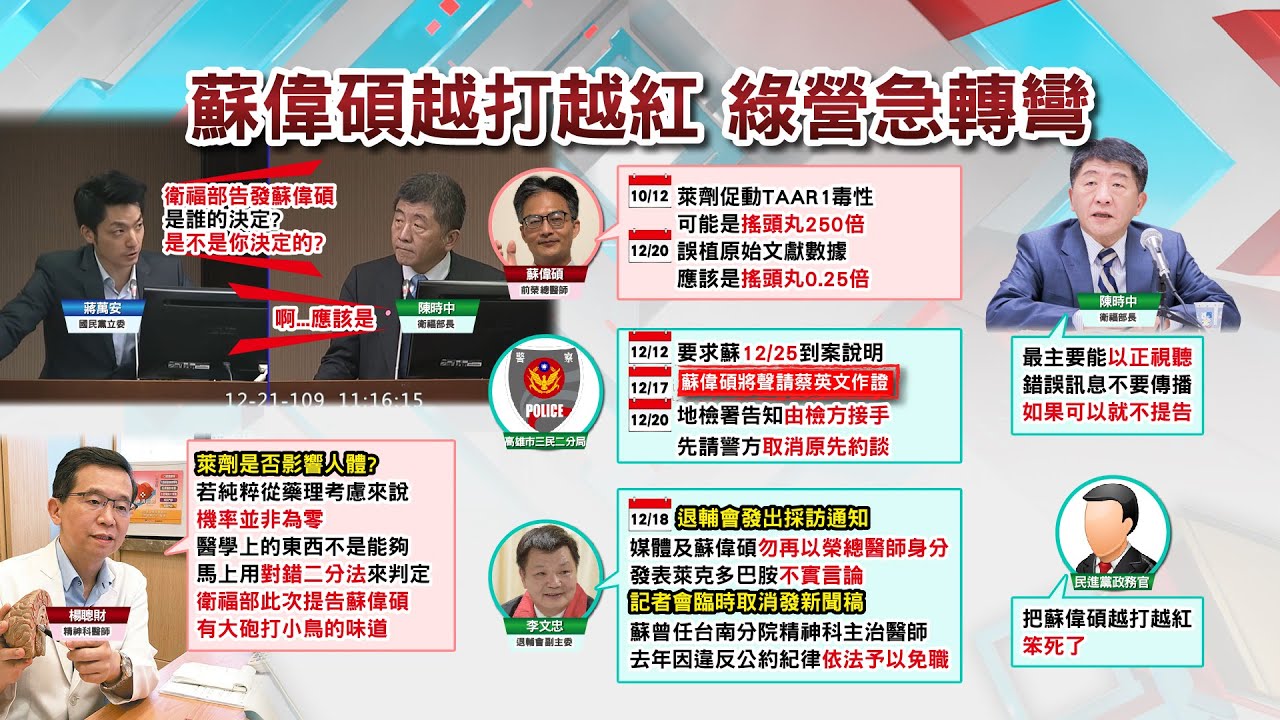 蘇偉碩越打越紅 綠營急轉彎
衛福部告發蘇偉碩
是誰的決定?
是不是你決定的?
啊...應該是
蔣萬安
國民黨立委
陳時中
衛福部長
12-21-109 11:16:15
蘇偉碩
前榮總醫師
10/12 萊劑促動TAAR1毒性
可能是搖頭丸250倍
12/20 誤植原始文獻數據
應該是搖頭丸0.25倍
陳時中
衛福部長
最主要能以正視聽
錯誤訊息不要傳播
如果可以就不提告
警察
POLICE
高雄市三民二分局
12/12 要求蘇12/25到案說明
12/17 蘇偉碩將聲請蔡英文作證
12/20 地檢署告知由檢方接手
先請警方取消原先約談
楊聰財
精神科醫師
萊劑是否影響人體?
若純粹從藥理考慮來說
機率並非為零
醫學上的東西不是能夠
馬上用對錯二分法來判定
衛福部此次提告蘇偉碩
有大砲打小鳥的味道
李文忠
退輔會副主委
12/18 退輔會發出採訪通知
媒體及蘇偉碩勿再以榮總醫師身分
發表萊克多巴胺不實言論
記者會臨時取消發新聞稿
蘇曾任台南分院精神科主治醫師
去年因違反公約紀律依法予以免職
民進黨政務官
把蘇偉碩越打越紅
笨死了